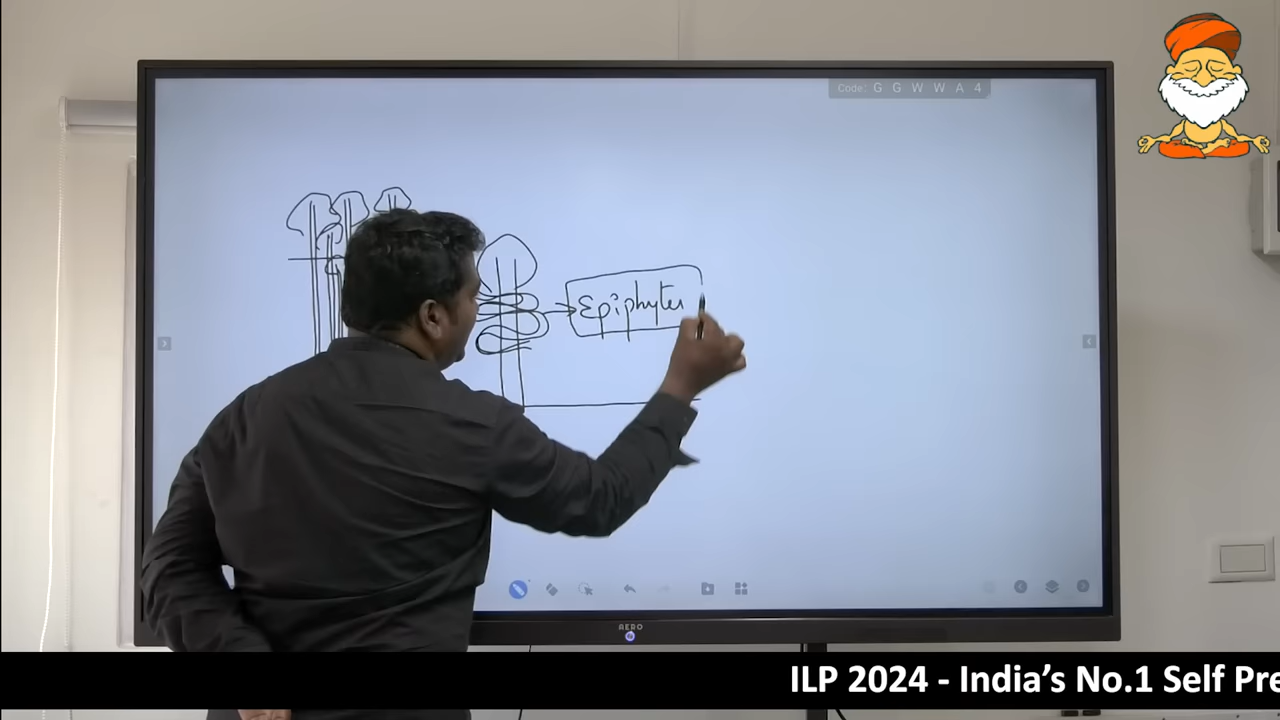 Code: G G W W A 4
Epiphytes
AERO
ILP 2024 - India's No.1 Self Pre